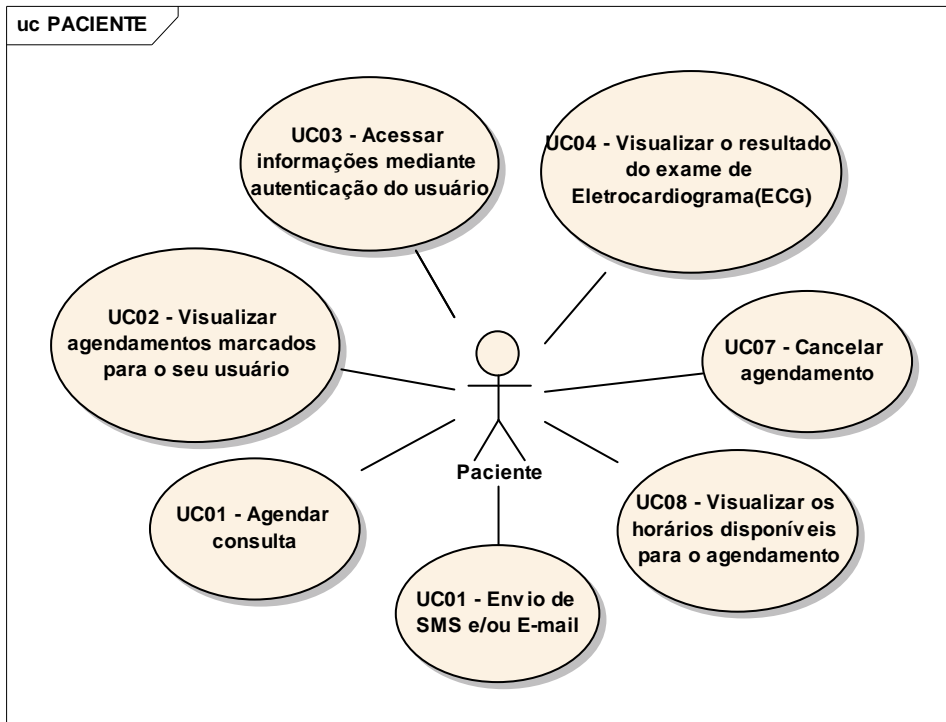 uc PACIENTE
UC03 - Acessar
informações mediante
autenticação do usuário
UC04 - Visualizar o resultado
do exame de
Eletrocardiograma(ECG)
UC02 - Visualizar
agendamentos marcados
para o seu usuário
UC07 - Cancelar
agendamento
Paciente
UC01 - Agendar
consulta
UC08 - Visualizar os
horários disponíveis
para o agendamento
UC01 - Envio de
SMS e/ou E-mail